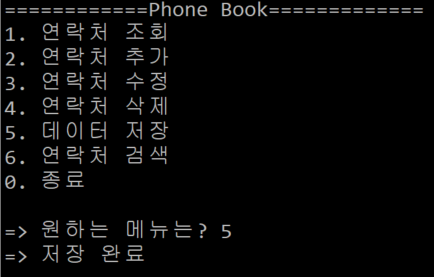 ============Phone Book=============
1. 연락처 조회
2. 연락처 추가
3. 연락처 수정
4. 연락처 삭제
5. 데이터 저장
6. 연락처 검색
0. 종료
=> 원하는 메뉴는? 5
=> 저장 완료